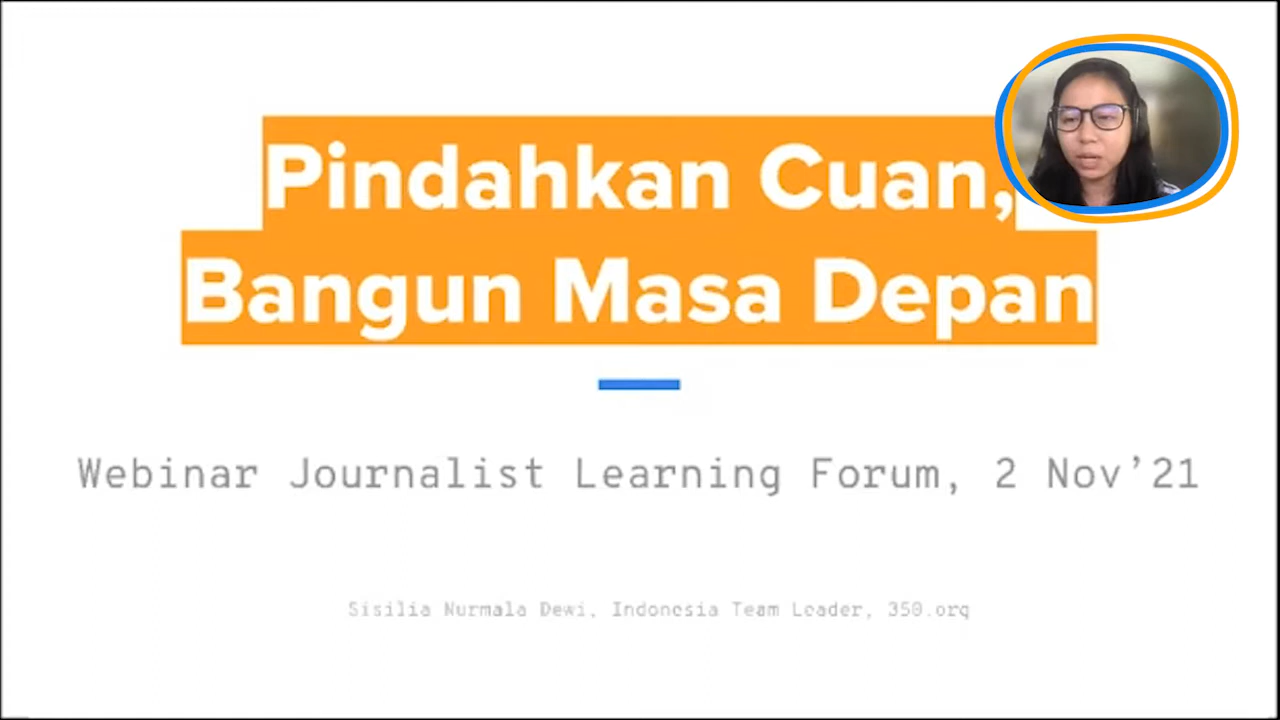 Pindahkan Cuan,
Bangun Masa Depan
Webinar Journalist Learning Forum, 2 Nov’21
Sisilia Nurmala Dewi, Indonesia Team Leader, 350.org